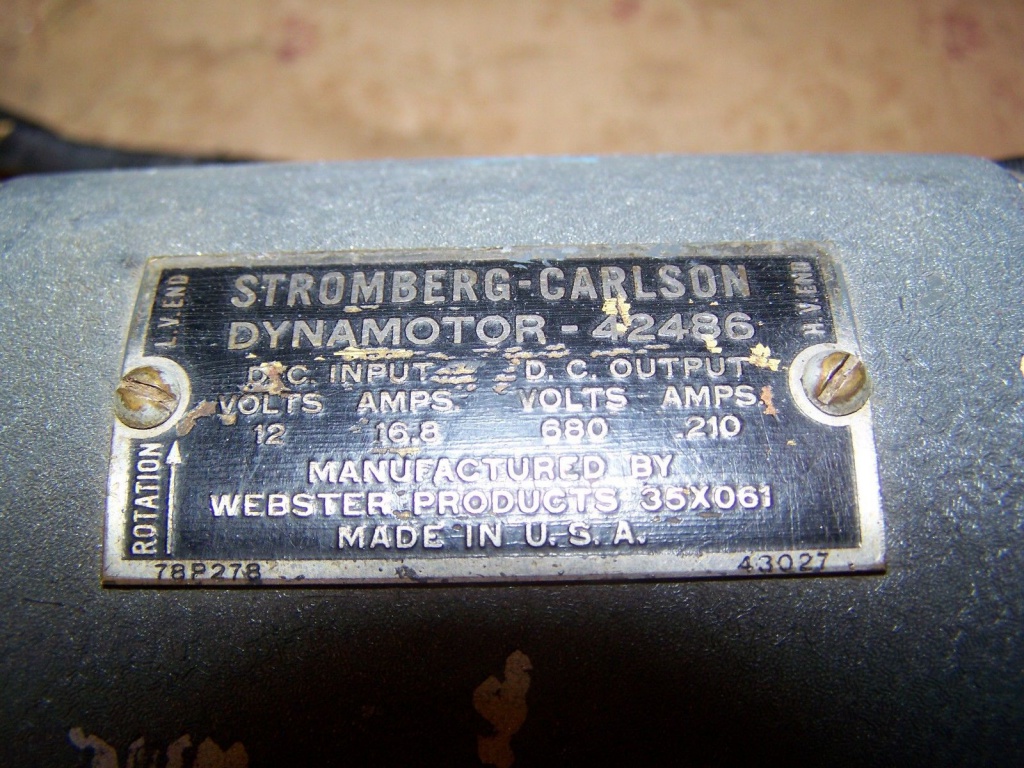 L.V. END
STROMBERG-CARLSON
H.V. END
DYNAMOTOR - 42486
D.C. INPUT D.C. OUTPUT
VOLTS AMPS. VOLTS AMPS.
12 16.8 680 .210
MANUFACTURED BY
WEBSTER PRODUCTS 35X061
MADE IN U.S.A.
ROTATION
78P278 43027